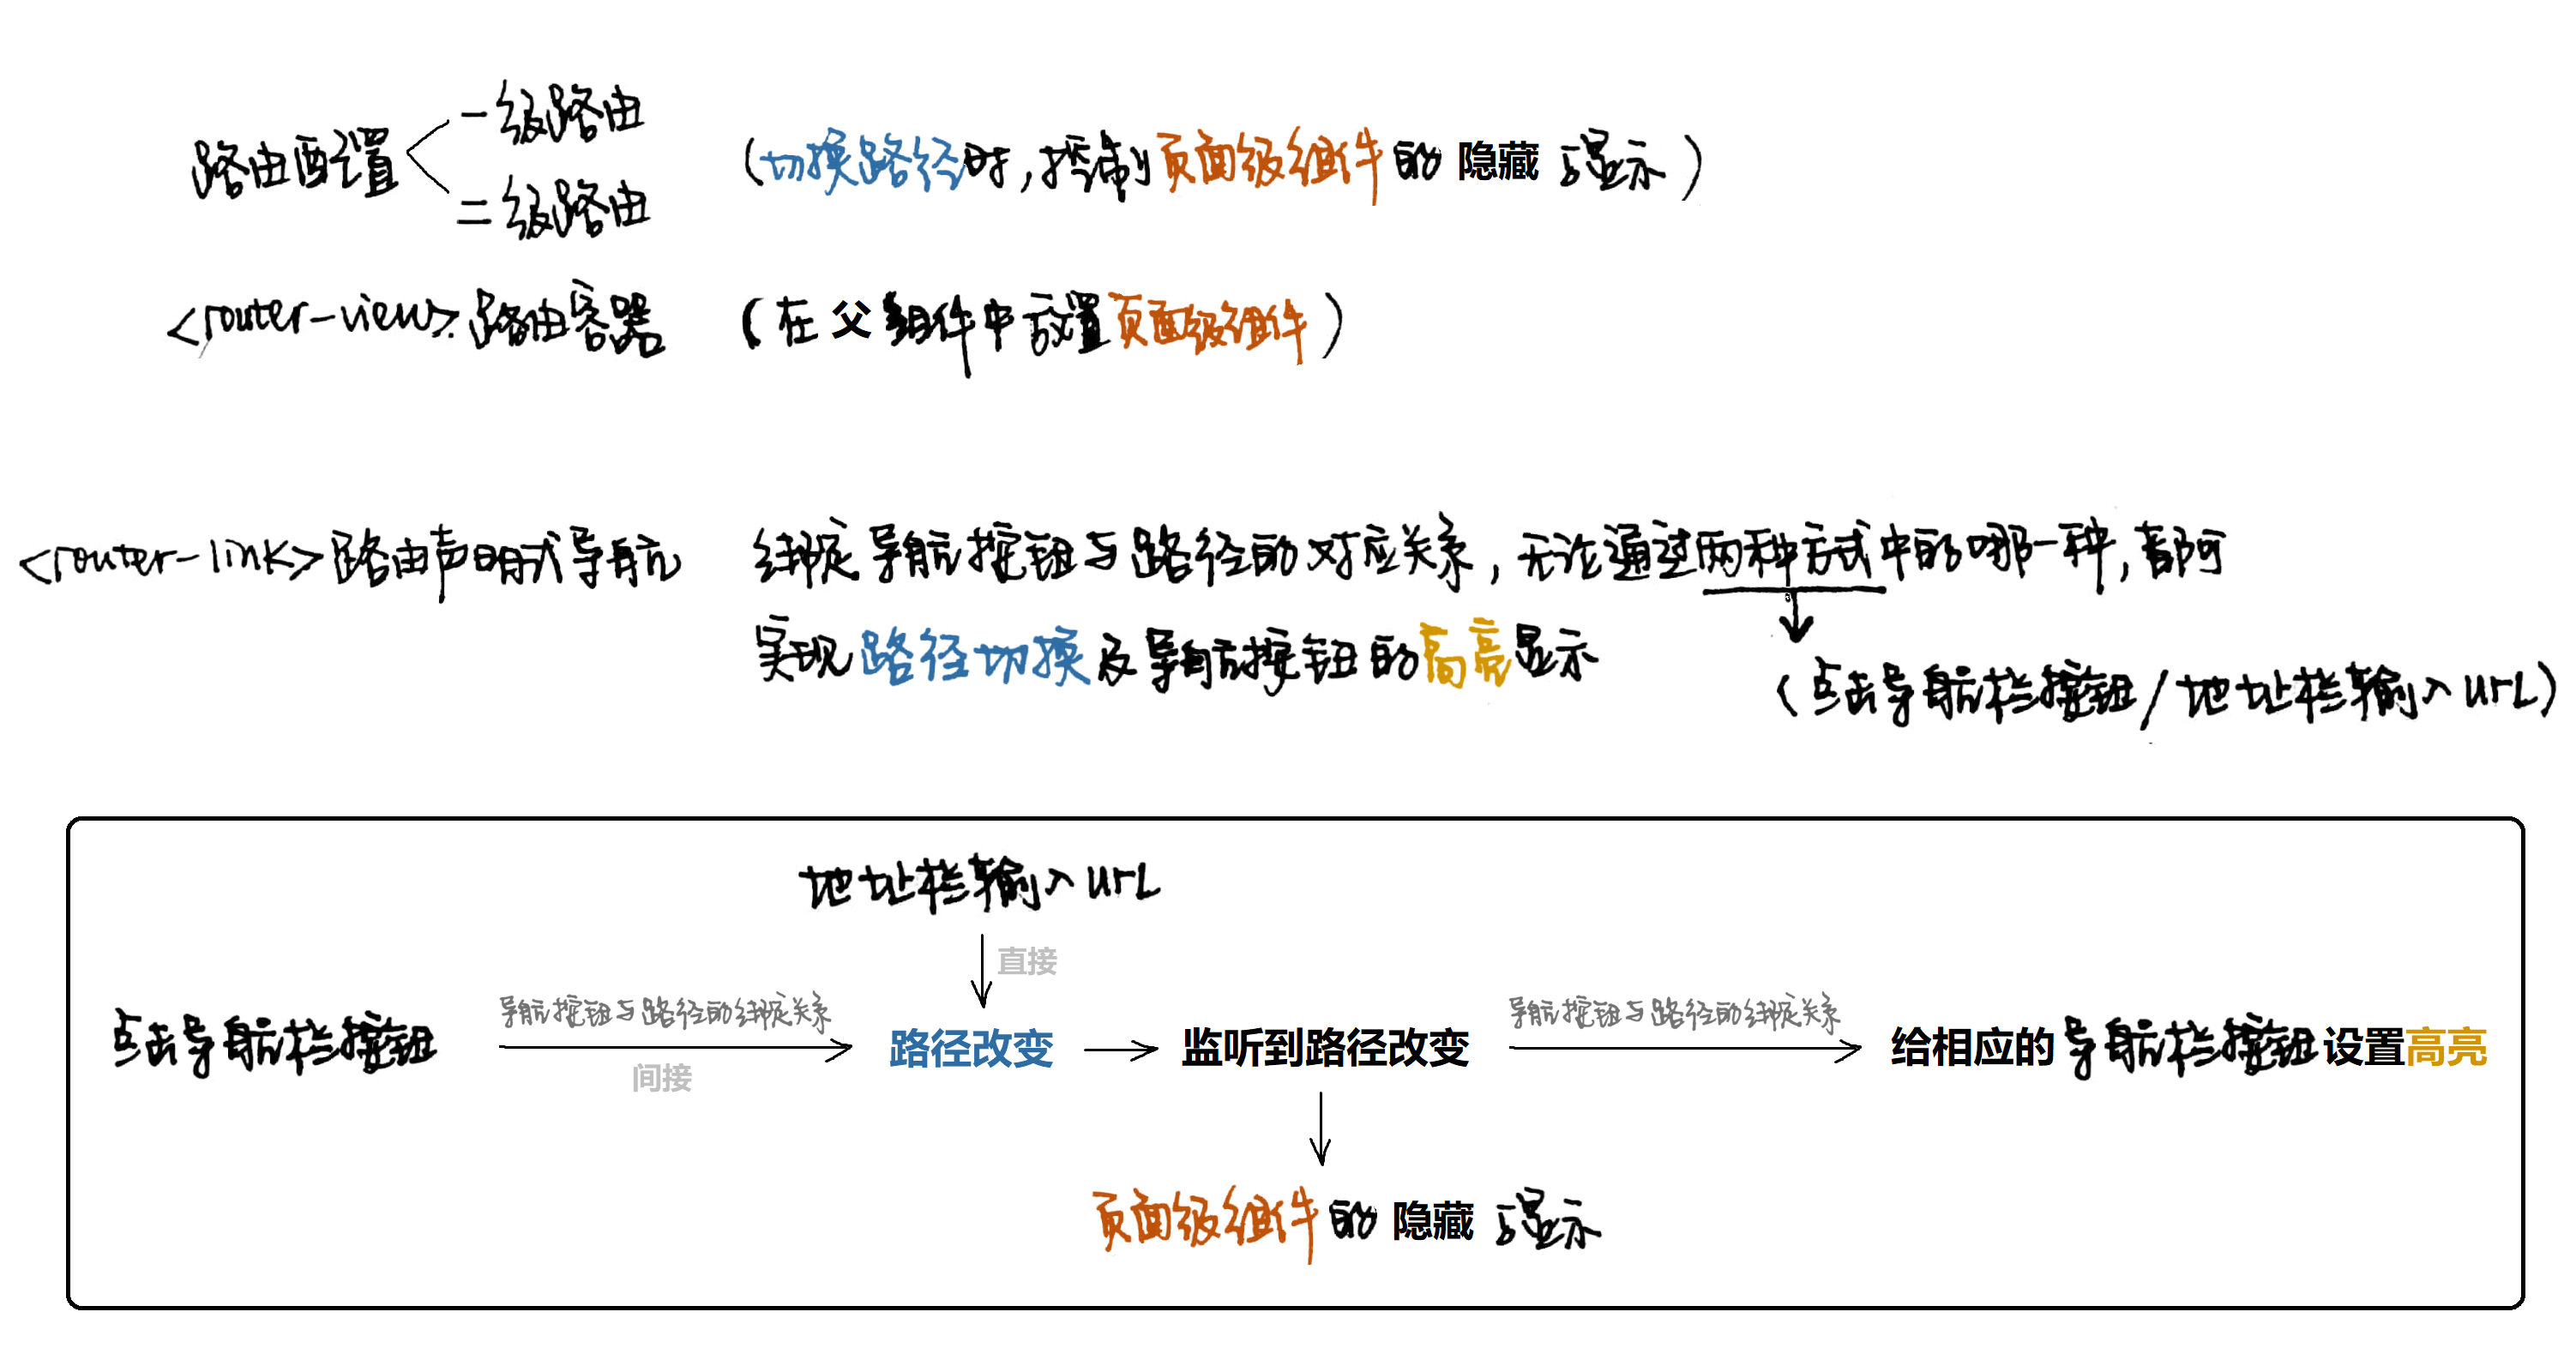 路由配置
一级路由
二级路由
(切换路径时,控制页面级组件的 隐藏 与显示)
<router-view>路由容器 (在 父组件中放置页面级组件)
<router-link>路由声明式导航 绑定导航按钮与路径的对应关系,无论通过两种方式中的哪一种,都可
实现路径切换及导航按钮的高亮显示
(点击导航栏按钮/地址栏输入URL)
地址栏输入URL
直接
点击导航栏按钮
导航按钮与路径的绑定关系
间接
路径改变
监听到路径改变
导航按钮与路径的绑定关系
给相应的导航栏按钮设置高亮
页面级组件的 隐藏 与显示